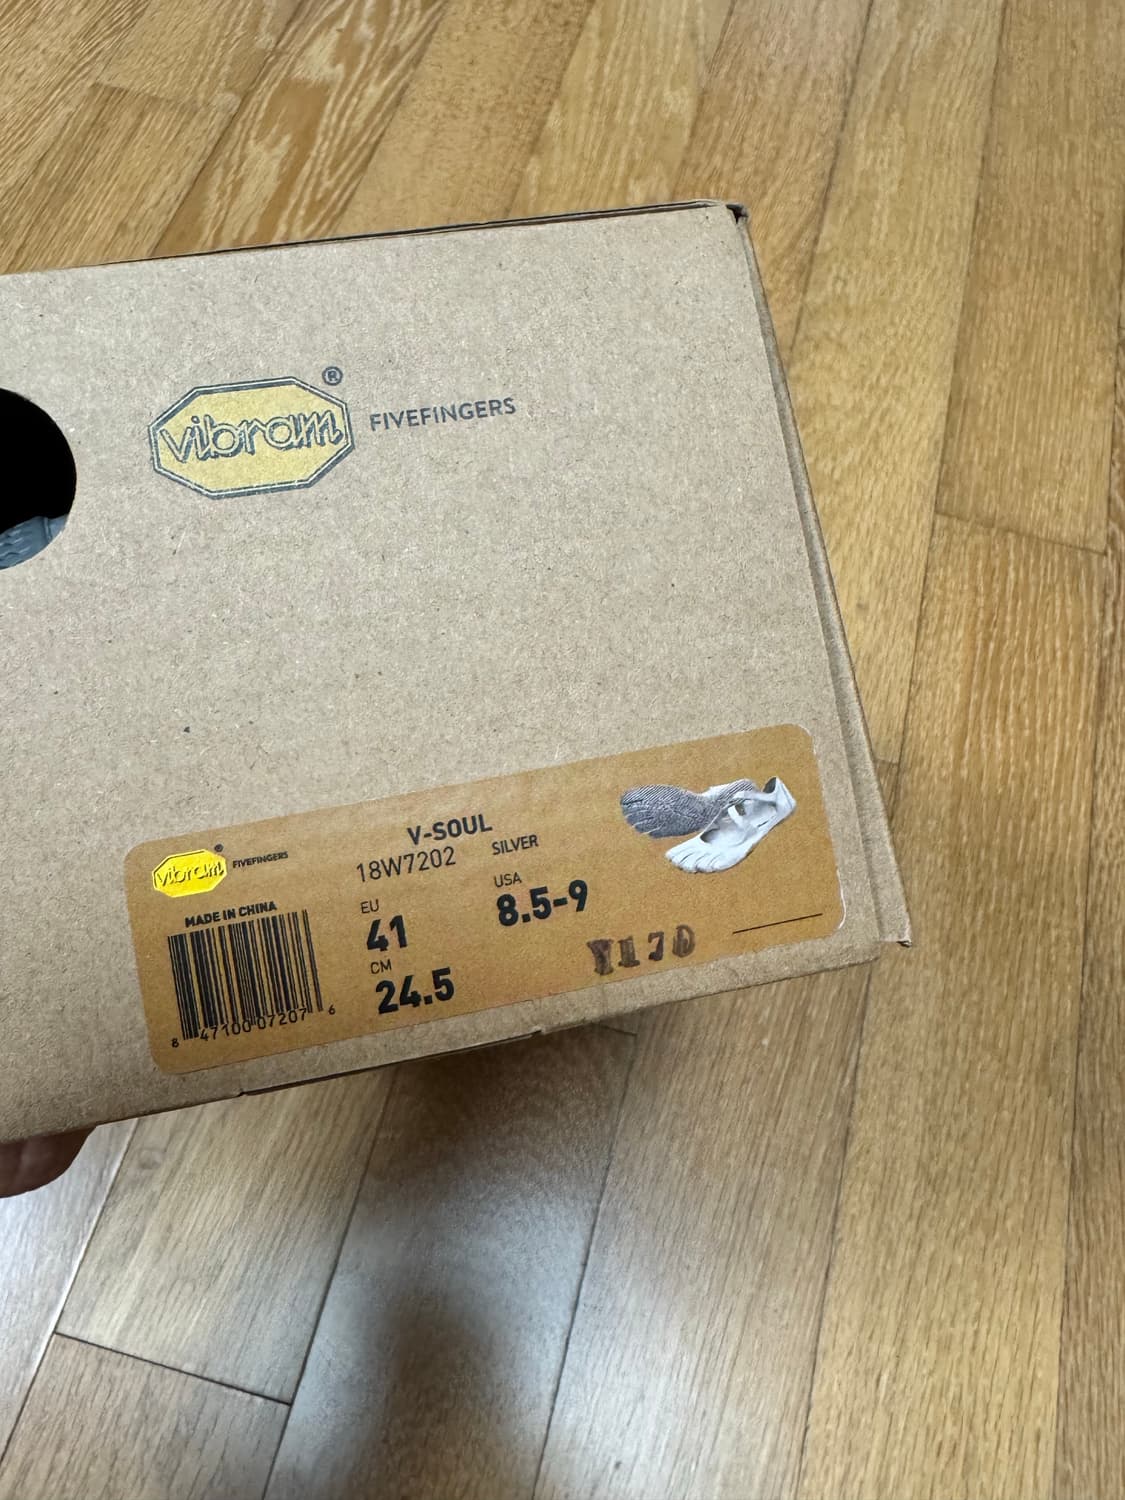 vibram® FIVEFINGERS
vibram® FIVEFINGERS
V-SOUL
18W7202 SILVER
MADE IN CHINA
EU
41
USA
8.5-9
CM
24.5
8 47100 07207 6